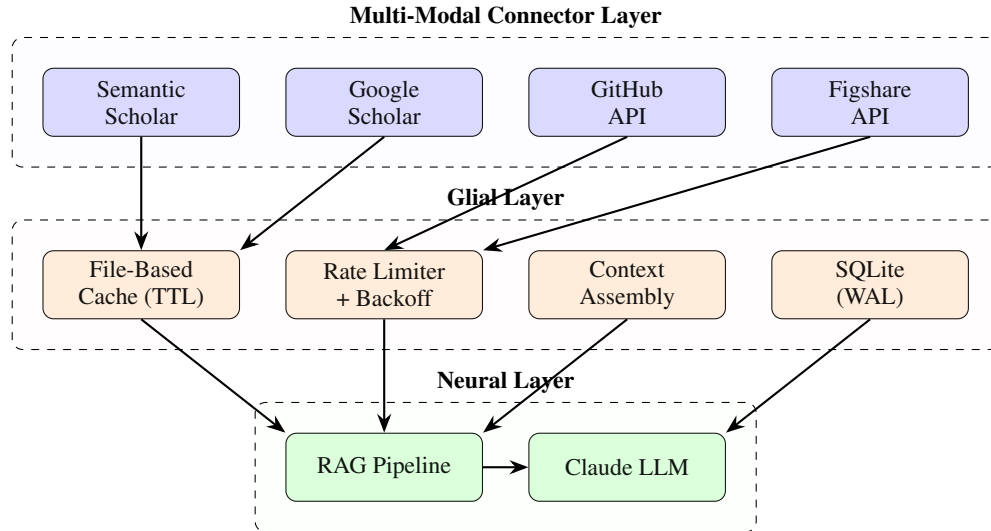 Multi-Modal Connector Layer
Semantic
Scholar
Google
Scholar
GitHub
API
Figshare
API
Glial Layer
File-Based
Cache (TTL)
Rate Limiter
+ Backoff
Context
Assembly
SQLite
(WAL)
Neural Layer
RAG Pipeline
Claude LLM